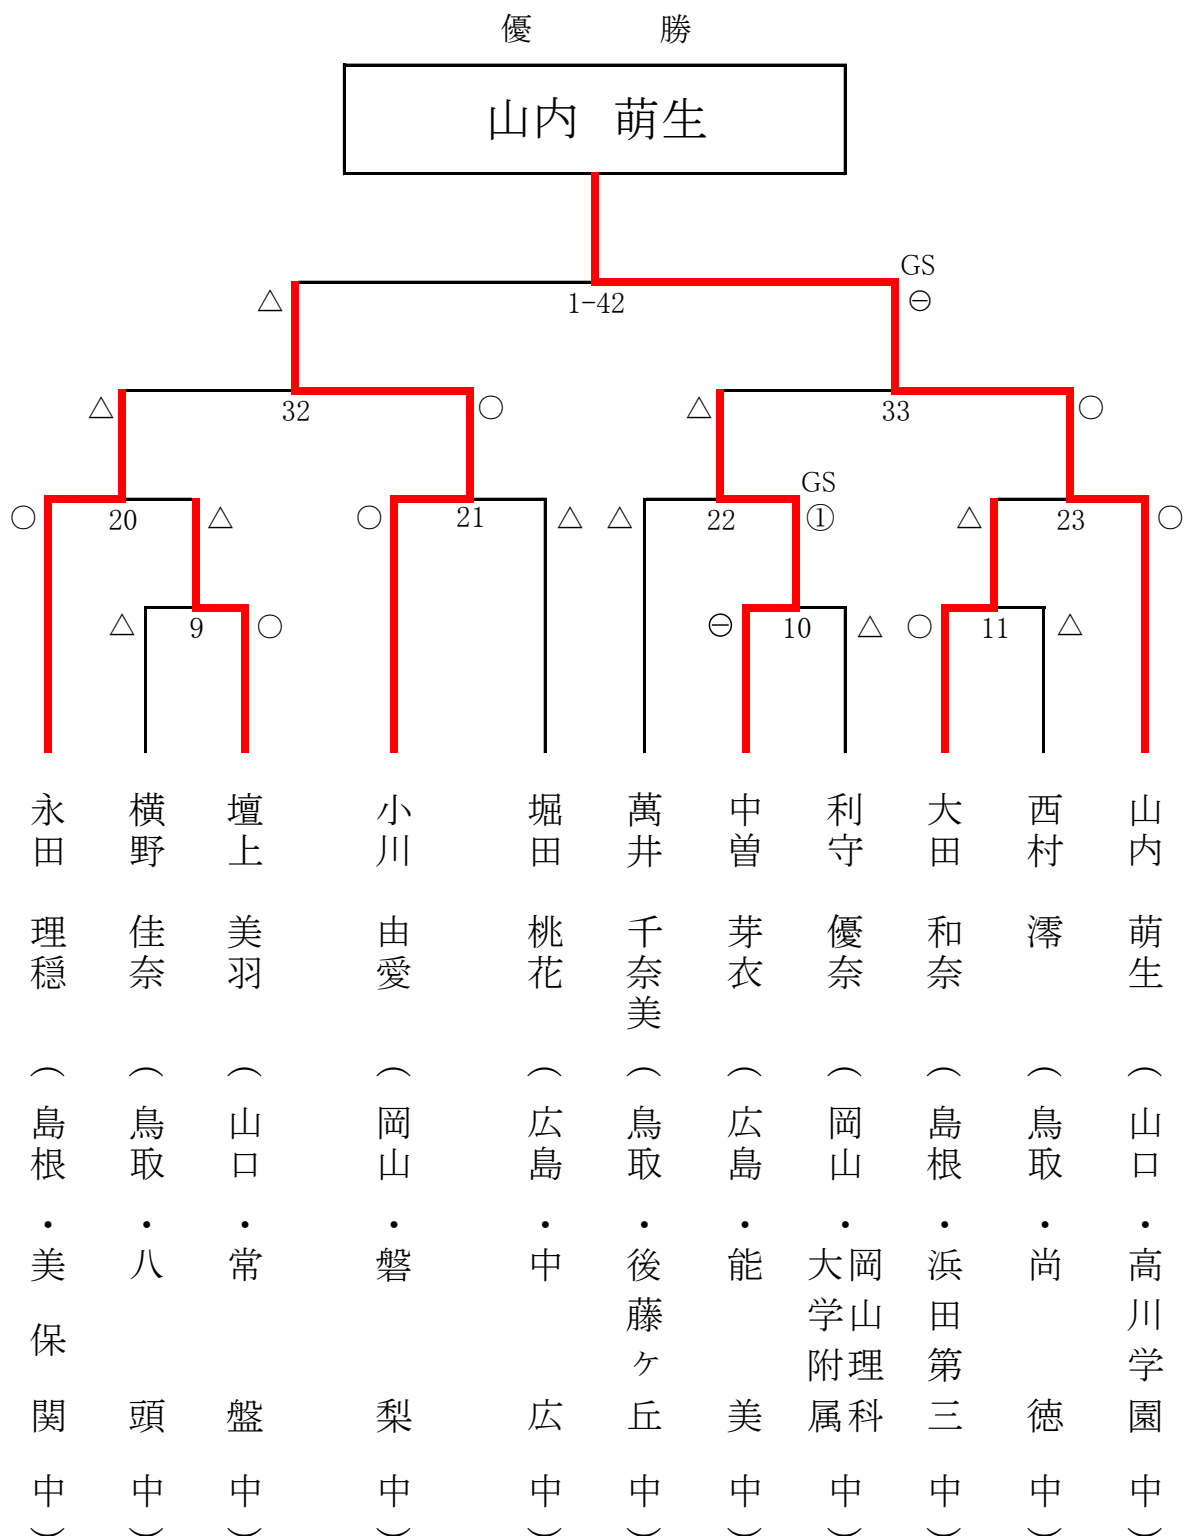 優 勝
山内 萌生
GS
△ 1-42 ⊖
△ 32 ○ △ 33 ○
GS
○ 20 △ ○ 21 △ △ 22 ① △ 23 ○
△ 9 ○ ⊖ 10 △ ○ 11 △
永田 理穏 (島根・美保関中)
横野 佳奈 (鳥取・八頭中)
壇上 美羽 (山口・常盤中)
小川 由愛 (岡山・磐梨中)
堀田 桃花 (広島・中広中)
萬井 千奈美 (鳥取・後藤ケ丘中)
中曽 芽衣 (広島・能美中)
利守 優奈 (岡山・岡山理科大学附属中)
大田 和奈 (島根・浜田第三中)
西村 澪 (鳥取・尚徳中)
山内 萌生 (山口・高川学園中)